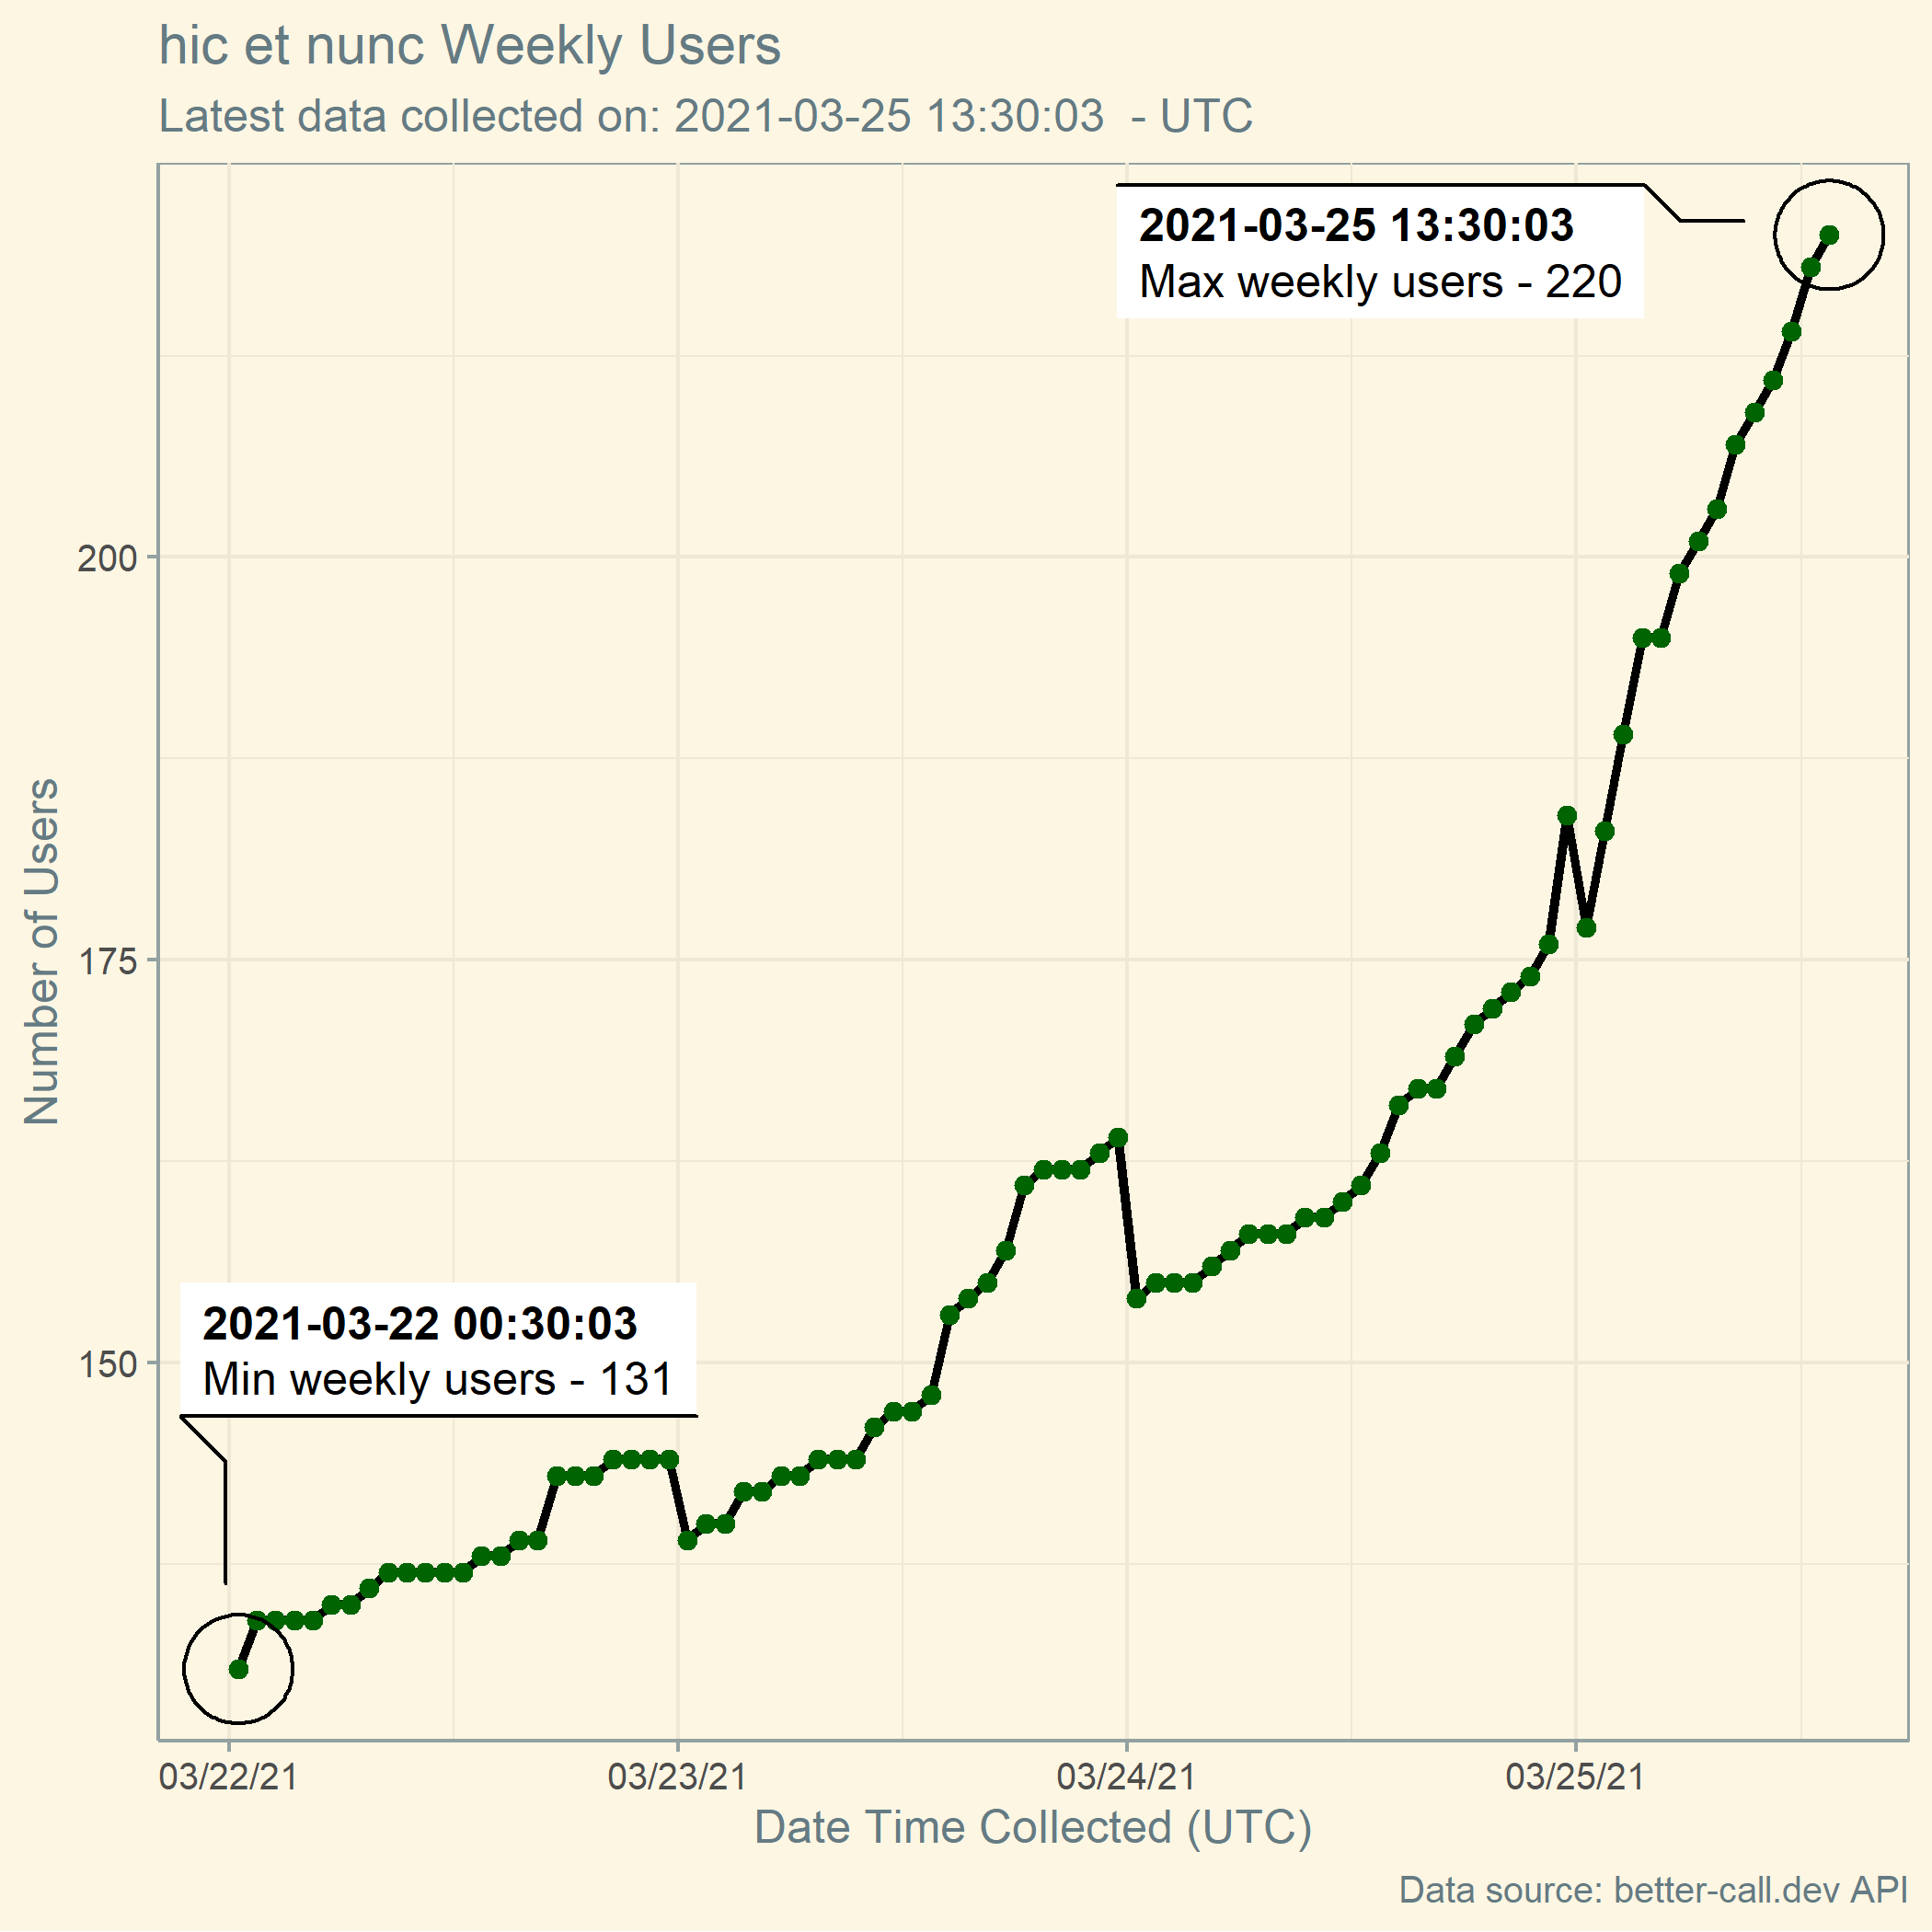 hic et nunc Weekly Users
Latest data collected on: 2021-03-25 13:30:03  - UTC
2021-03-25 13:30:03
Max weekly users - 220
Number of Users
200
175
150
2021-03-22 00:30:03
Min weekly users - 131
03/22/21
03/23/21
03/24/21
03/25/21
Date Time Collected (UTC)
Data source: better-call.dev API